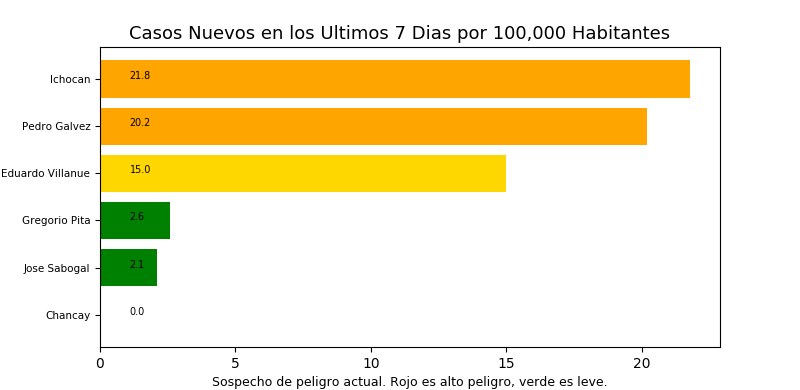 Casos Nuevos en los Ultimos 7 Dias por 100,000 Habitantes
Ichocan 21.8
Pedro Galvez 20.2
Eduardo Villanue 15.0
Gregorio Pita 2.6
Jose Sabogal 2.1
Chancay 0.0
0 5 10 15 20
Sospecho de peligro actual. Rojo es alto peligro, verde es leve.